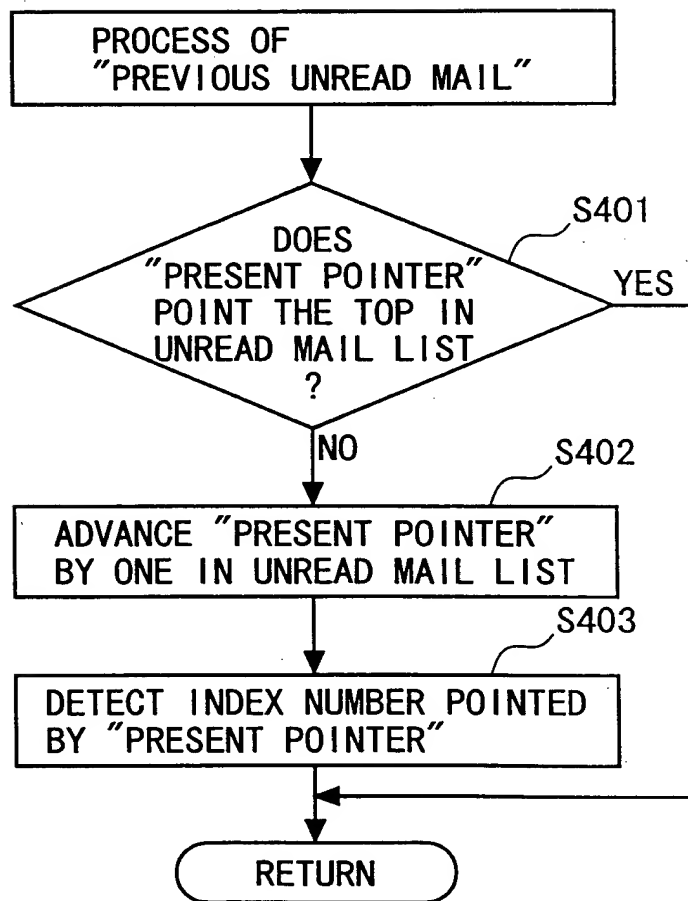 PROCESS OF
"PREVIOUS UNREAD MAIL"
S401
DOES
"PRESENT POINTER"
POINT THE TOP IN
UNREAD MAIL LIST
?
YES
NO
S402
ADVANCE "PRESENT POINTER"
BY ONE IN UNREAD MAIL LIST
S403
DETECT INDEX NUMBER POINTED
BY "PRESENT POINTER"
RETURN